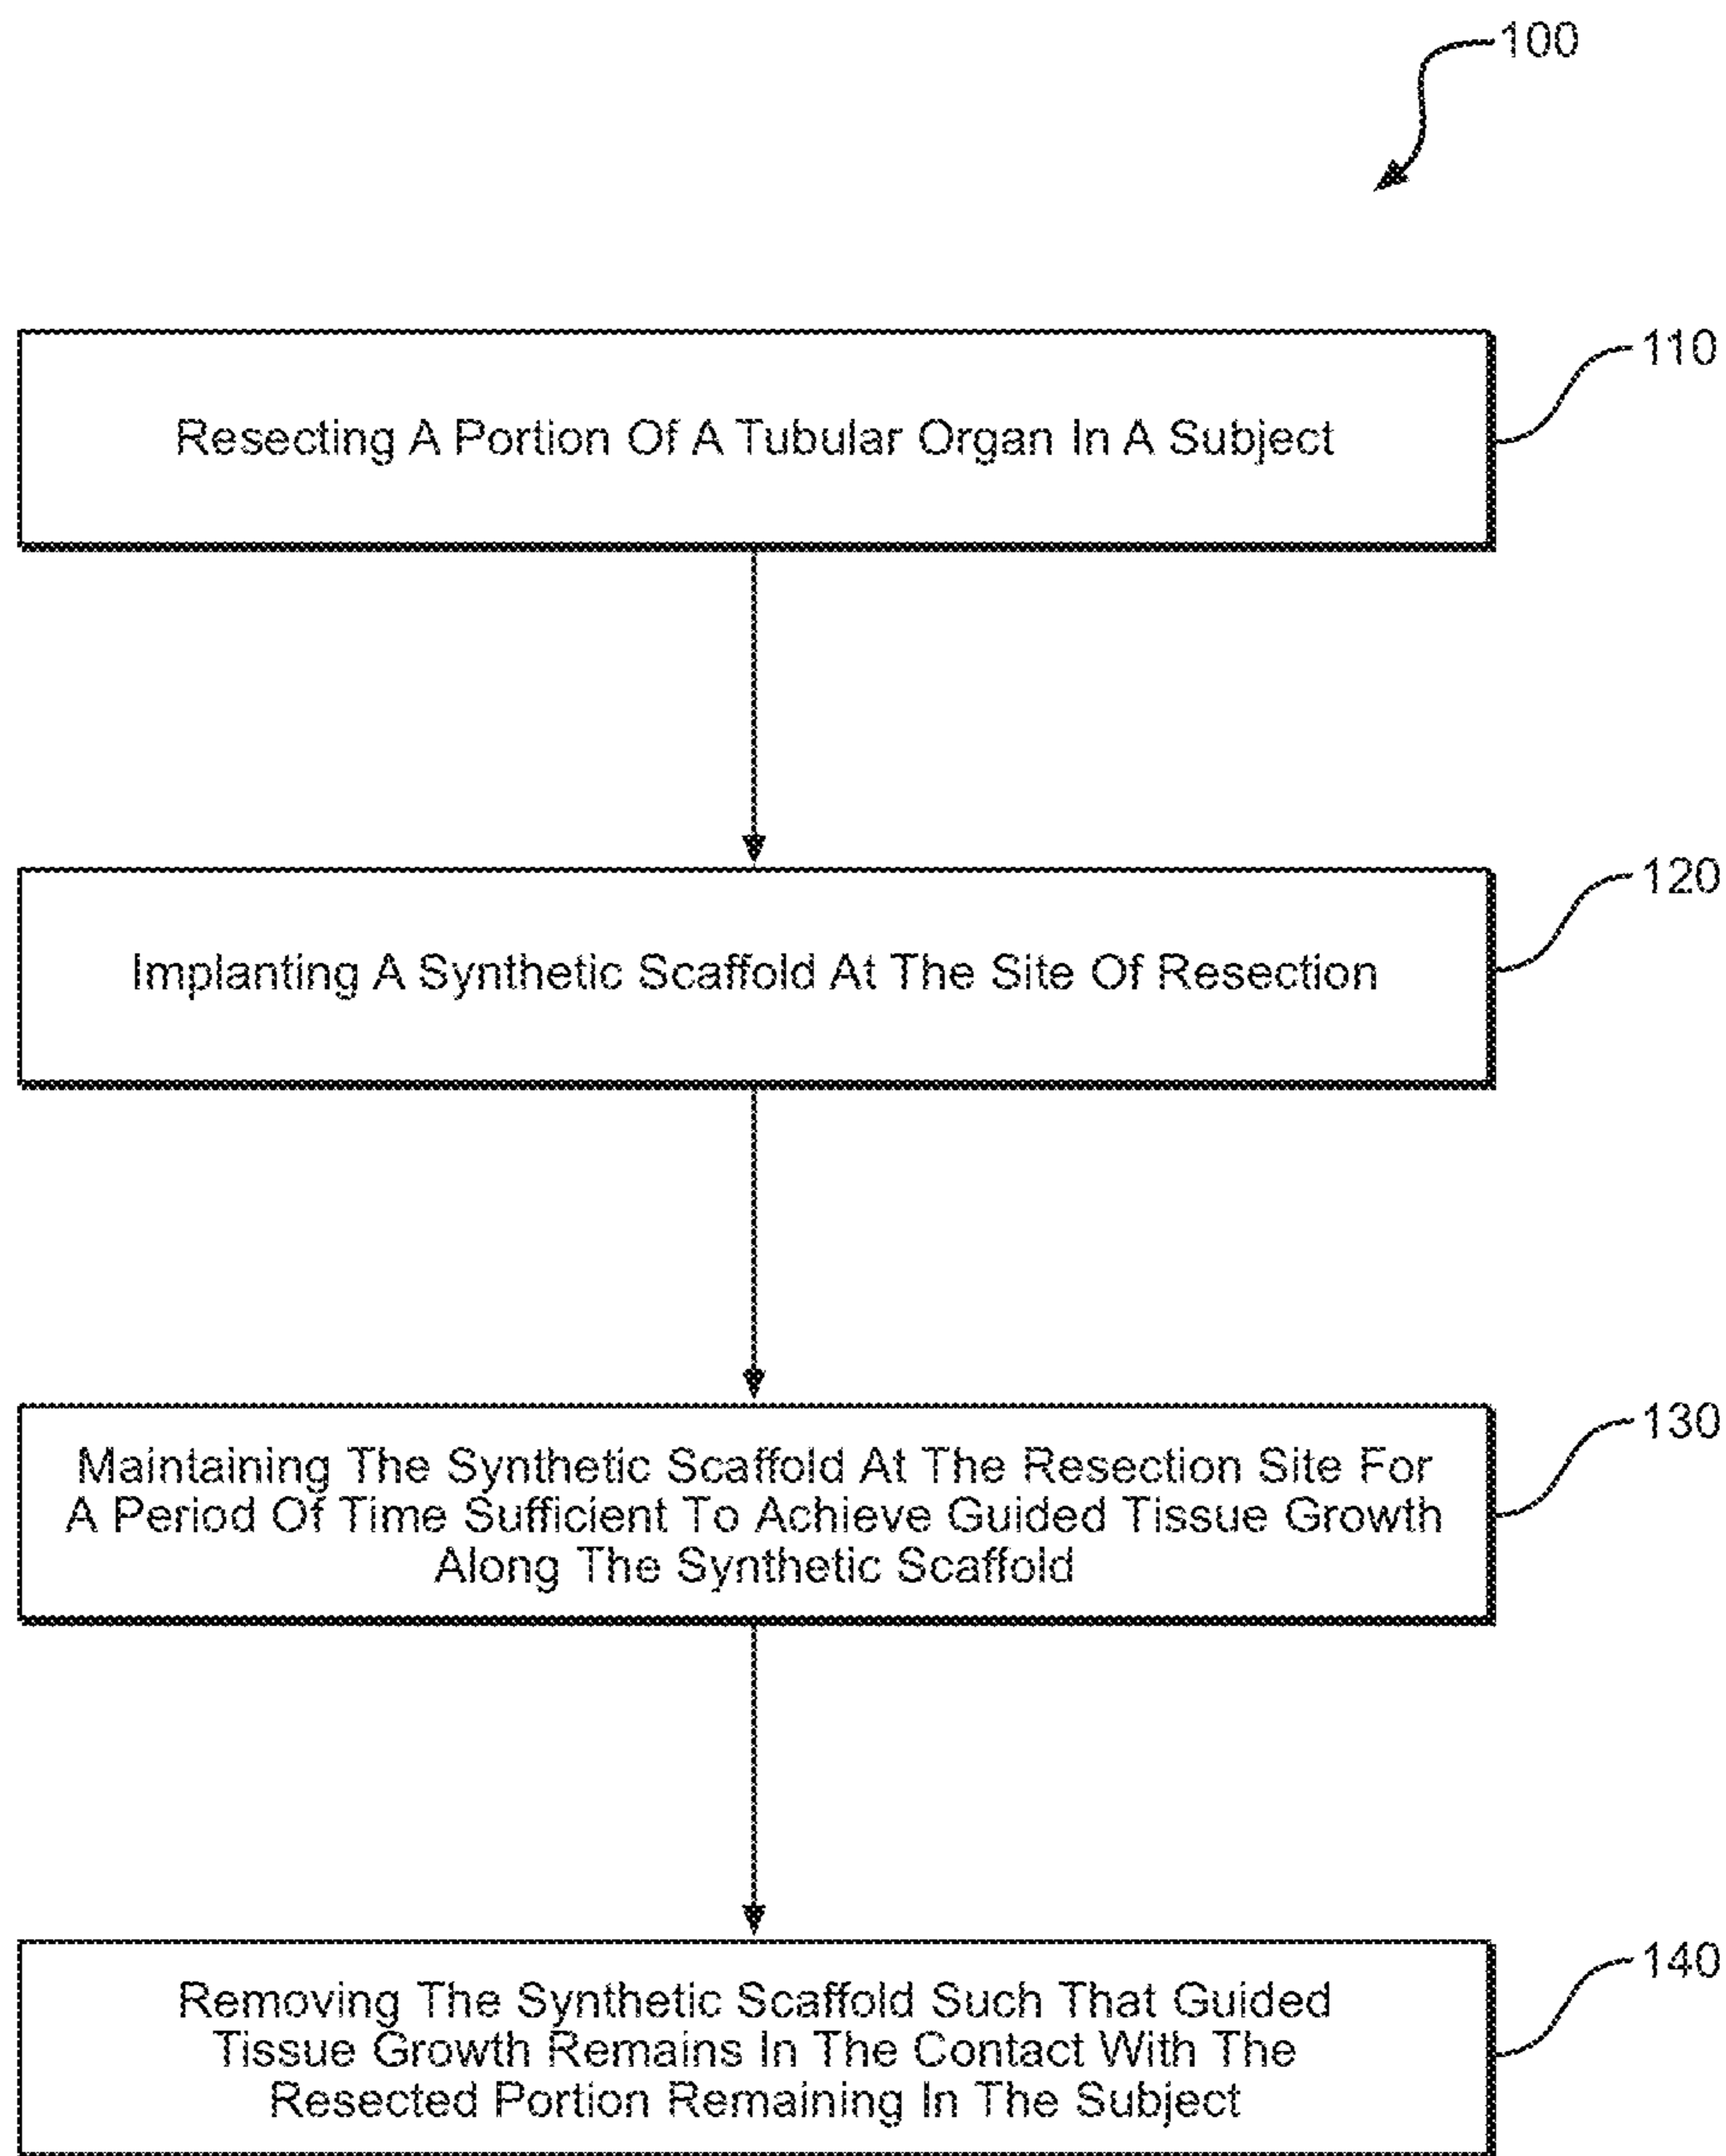 100
110
Resecting A Portion Of A Tubular Organ In A Subject
120
Implanting A Synthetic Scaffold At The Site Of Resection
130
Maintaining The Synthetic Scaffold At The Resection Site For
A Period Of Time Sufficient To Achieve Guided Tissue Growth
Along The Synthetic Scaffold
140
Removing The Synthetic Scaffold Such That Guided
Tissue Growth Remains In The Contact With The
Resected Portion Remaining In The Subject